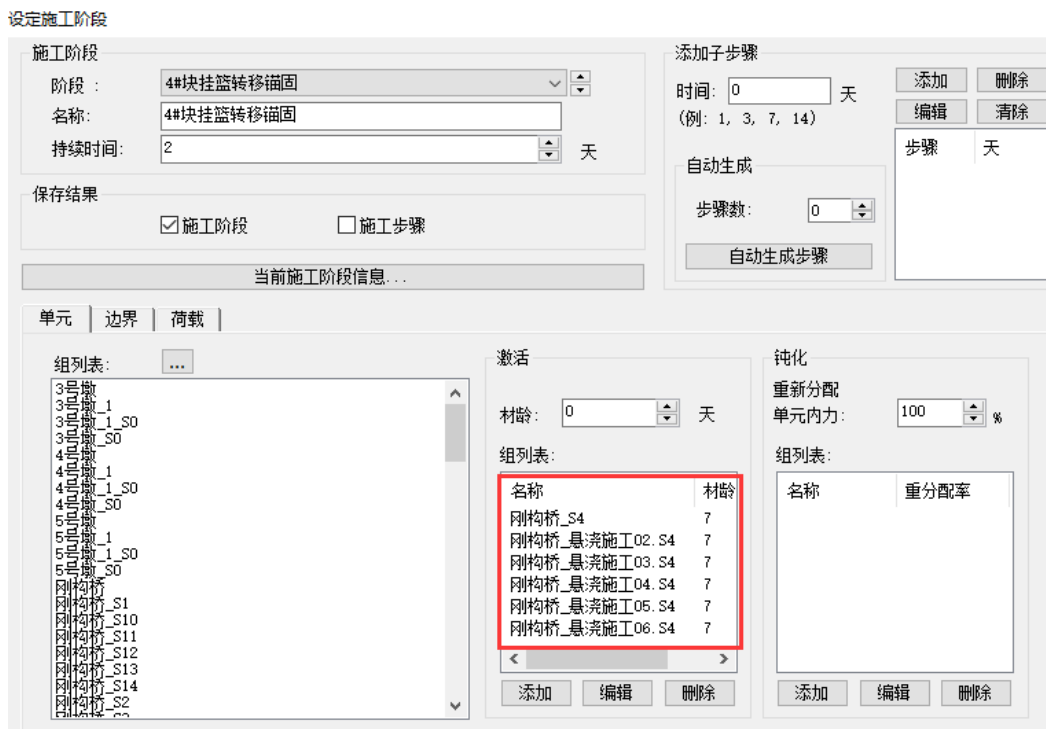 设定施工阶段
施工阶段
阶段 :
4#块挂篮转移锚固
名称:
4#块挂篮转移锚固
持续时间:
2
天
保存结果
施工阶段
施工步骤
当前施工阶段信息...
添加子步骤
时间:
0
天
(例: 1, 3, 7, 14)
添加
删除
编辑
清除
自动生成
步骤数:
0
自动生成步骤
步骤
天
单元
边界
荷载
组列表:
...
3号墩
3号墩_1
3号墩_1_S0
3号墩_S0
4号墩
4号墩_1
4号墩_1_S0
4号墩_S0
5号墩
5号墩_1
5号墩_1_S0
5号墩_S0
刚构桥
刚构桥_S1
刚构桥_S10
刚构桥_S11
刚构桥_S12
刚构桥_S13
刚构桥_S14
刚构桥_S2
激活
材龄:
0
天
组列表:
名称 材龄
刚构桥_S4 7
刚构桥_悬浇施工02.S4 7
刚构桥_悬浇施工03.S4 7
刚构桥_悬浇施工04.S4 7
刚构桥_悬浇施工05.S4 7
刚构桥_悬浇施工06.S4 7
添加
编辑
删除
钝化
重新分配
单元内力:
100
%
组列表:
名称 重分配率
添加
编辑
删除